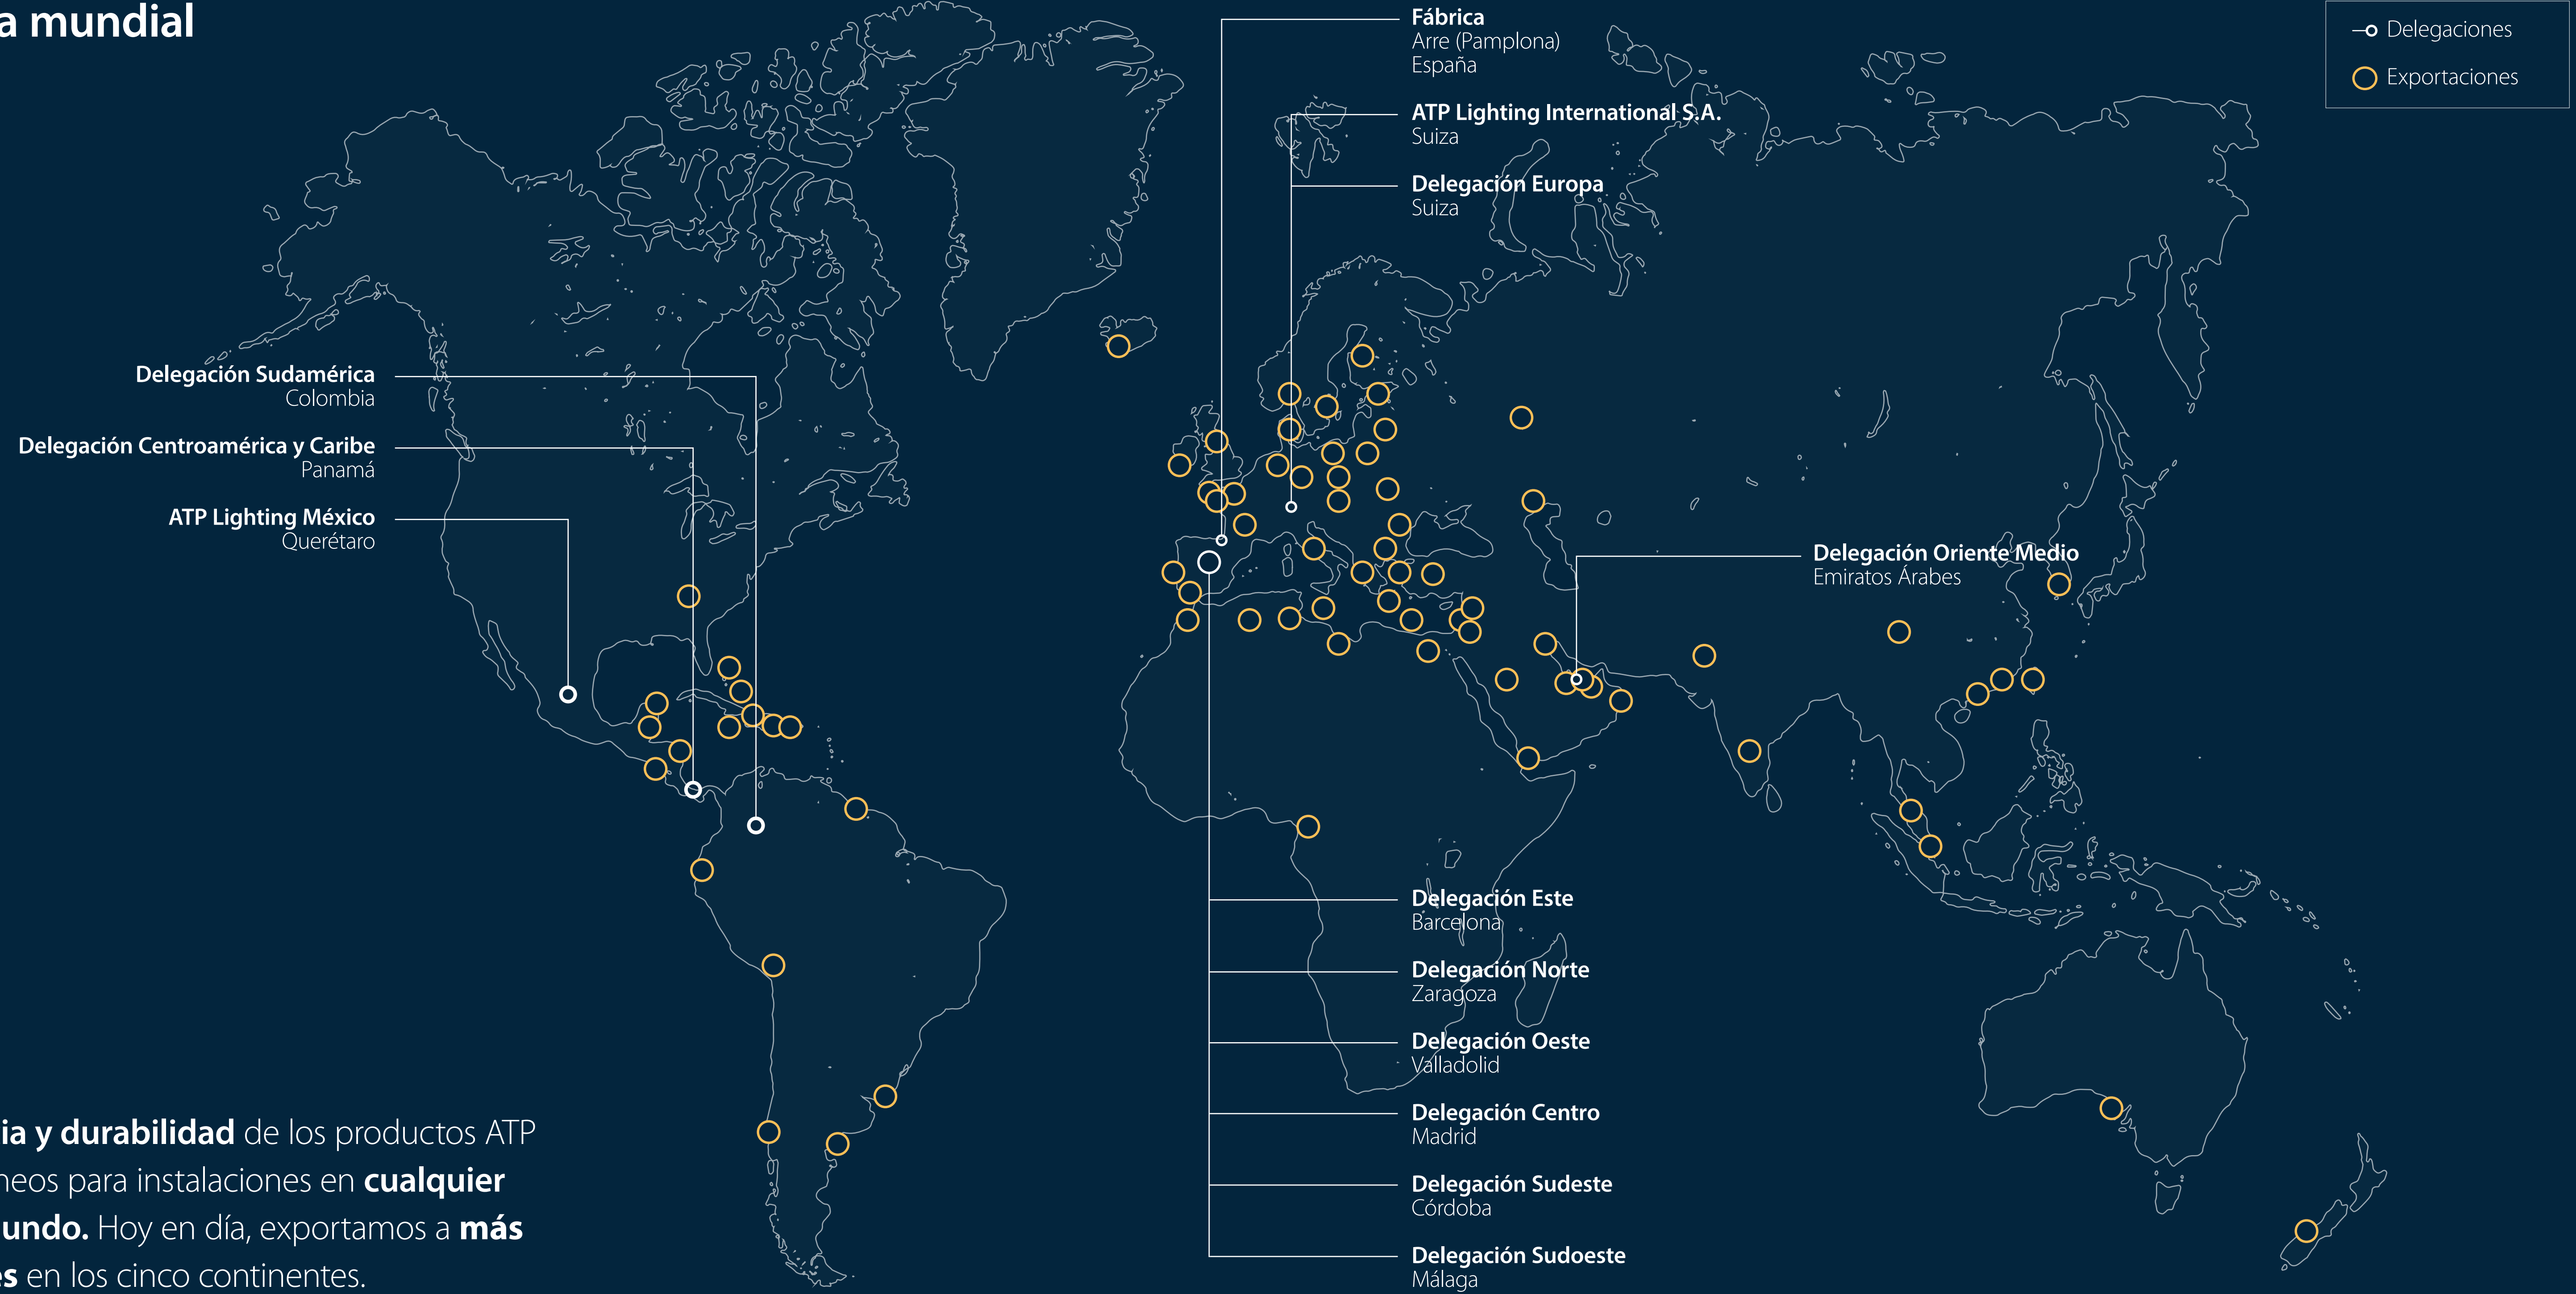 a mundial
Fábrica
Arre (Pamplona)
España
ATP Lighting International S.A.
Suiza
Delegación Europa
Suiza
Delegaciones
Exportaciones
Delegación Sudamérica
Colombia
Delegación Centroamérica y Caribe
Panamá
ATP Lighting México
Querétaro
Delegación Oriente Medio
Emiratos Árabes
Delegación Este
Barcelona
Delegación Norte
Zaragoza
Delegación Oeste
Valladolid
Delegación Centro
Madrid
Delegación Sudeste
Córdoba
Delegación Sudoeste
Málaga
ia y durabilidad de los productos ATP
neos para instalaciones en cualquier
undo. Hoy en día, exportamos a más
es en los cinco continentes.